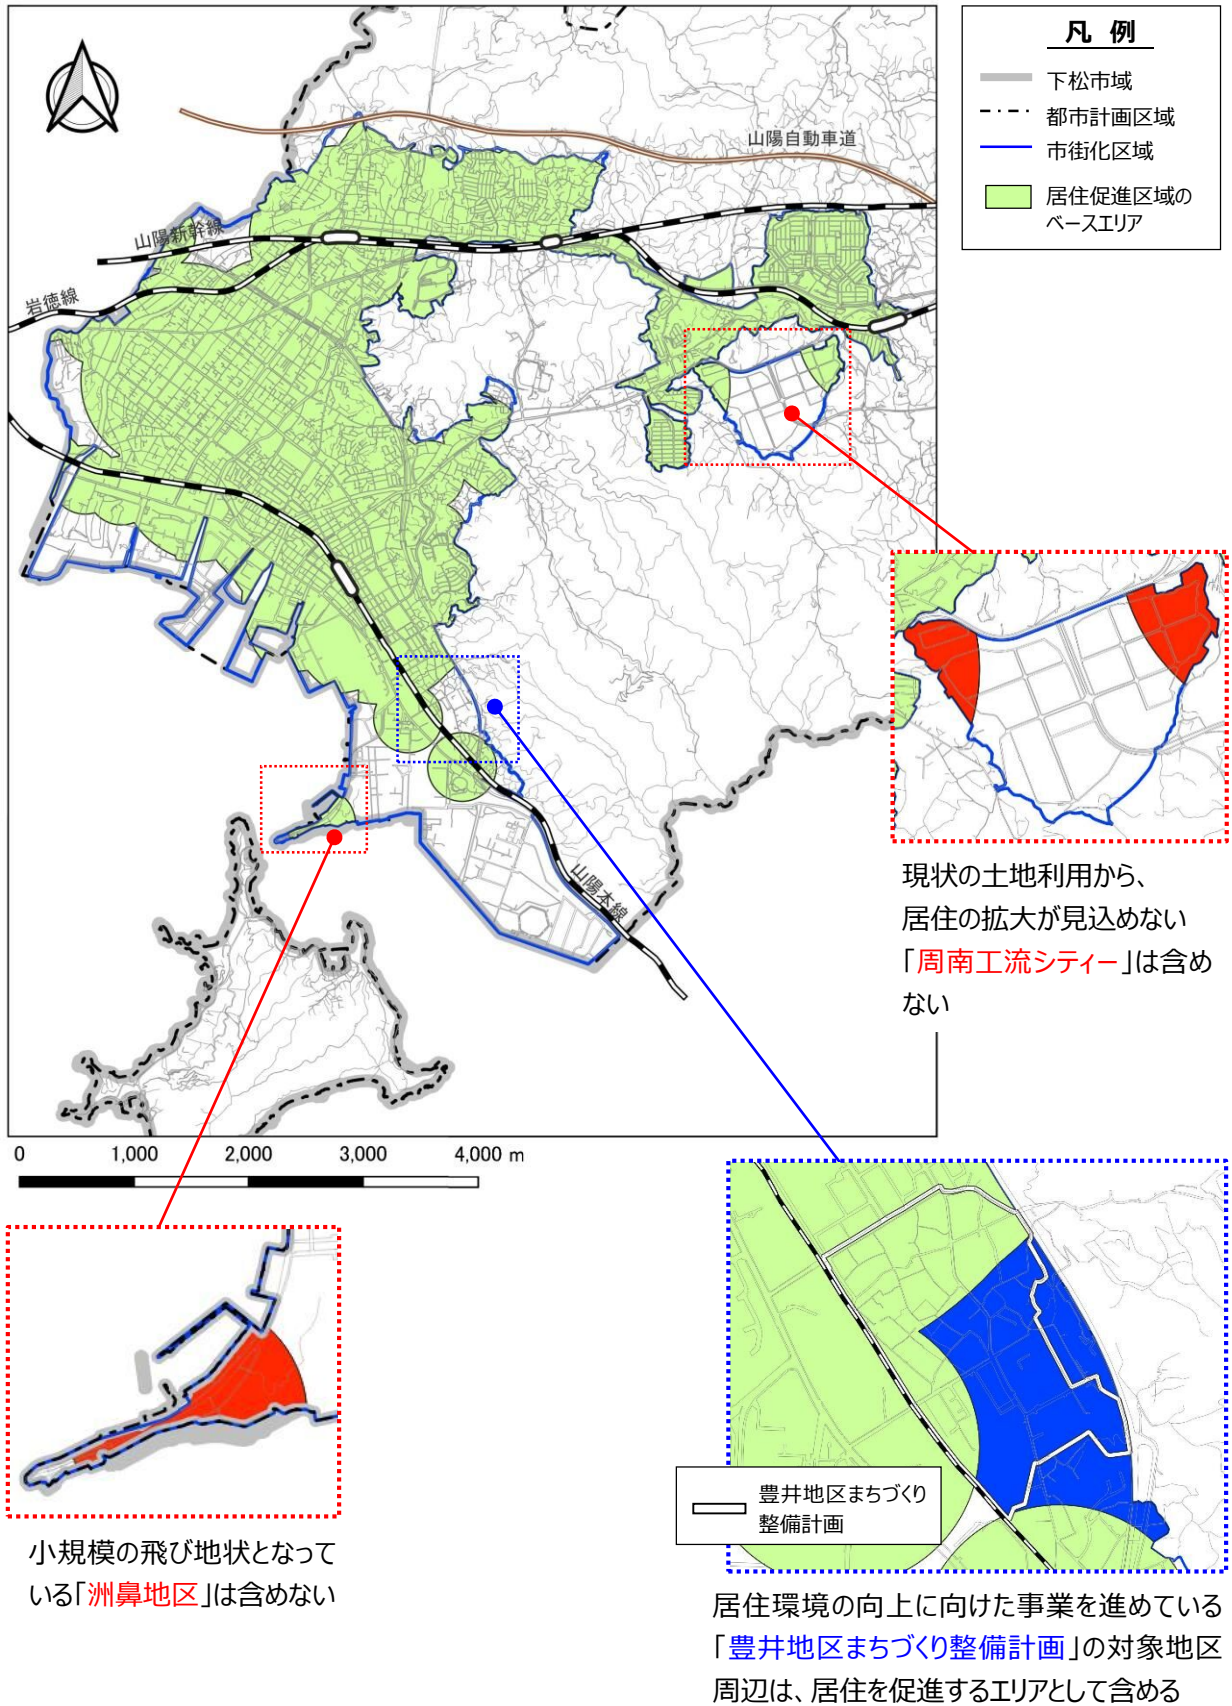 凡 例
下松市域
都市計画区域
市街化区域
居住促進区域の
ベースエリア
山陽自動車道
山陽新幹線
岩徳線
山陽本線
現状の土地利用から、
居住の拡大が見込めない
「周南工流シティー」は含め
ない
0 1,000 2,000 3,000 4,000 m
豊井地区まちづくり
整備計画
小規模の飛び地状となって
いる「洲鼻地区」は含めない
居住環境の向上に向けた事業を進めている
「豊井地区まちづくり整備計画」の対象地区
周辺は、居住を促進するエリアとして含める